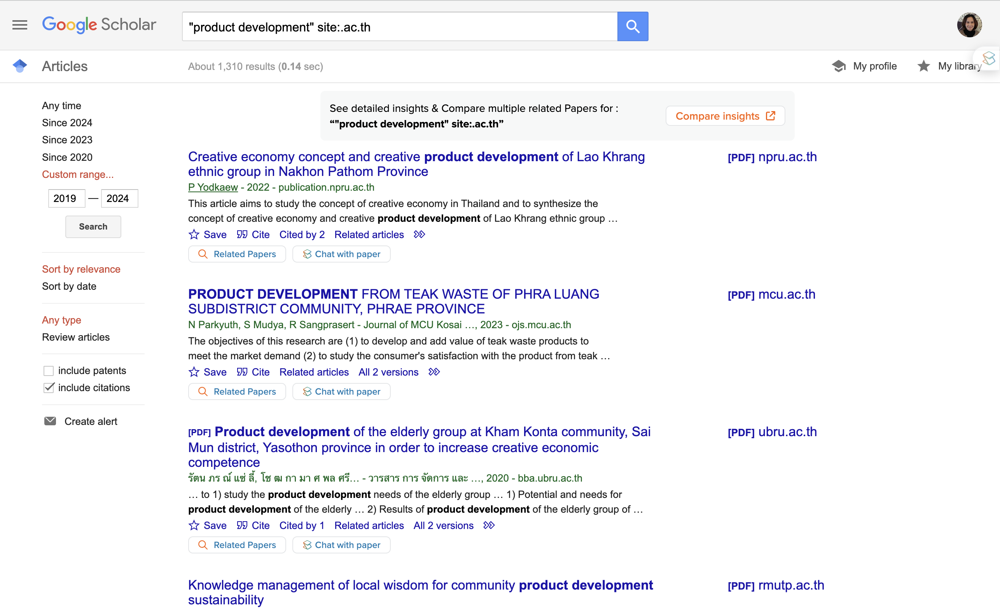 Google Scholar
"product development" site:.ac.th
Articles
About 1,310 results (0.14 sec)
My profile
My library
Any time
Since 2024
Since 2023
Since 2020
Custom range...
2019 — 2024
Search
Sort by relevance
Sort by date
Any type
Review articles
include patents
include citations
Create alert
See detailed insights & Compare multiple related Papers for :
“"product development" site:.ac.th”
Compare insights
Creative economy concept and creative product development of Lao Khrang
ethnic group in Nakhon Pathom Province
P Yodkaew - 2022 - publication.npru.ac.th
This article aims to study the concept of creative economy in Thailand and to synthesize the
concept of creative economy and creative product development of Lao Khrang ethnic group …
Save Cite Cited by 2 Related articles
Related Papers Chat with paper
[PDF] npru.ac.th
PRODUCT DEVELOPMENT FROM TEAK WASTE OF PHRA LUANG
SUBDISTRICT COMMUNITY, PHRAE PROVINCE
N Parkyuth, S Mudya, R Sangprasert - Journal of MCU Kosai …, 2023 - ojs.mcu.ac.th
The objectives of this research are (1) to develop and add value of teak waste products to
meet the market demand (2) to study the consumer's satisfaction with the product from teak …
Save Cite Related articles All 2 versions
Related Papers Chat with paper
[PDF] mcu.ac.th
[PDF] Product development of the elderly group at Kham Konta community, Sai
Mun district, Yasothon province in order to increase creative economic
competence
รัตน ภร ณ์ แซ่ ลี้, โช ฒ กา มา ศ พล ศรี… - วารสาร การ จัดการ และ …, 2020 - bba.ubru.ac.th
… to 1) study the product development needs of the elderly group … 1) Potential and needs for
product development of the elderly … 2) Results of product development of the elderly group of …
Save Cite Cited by 1 Related articles All 2 versions
Related Papers Chat with paper
[PDF] ubru.ac.th
Knowledge management of local wisdom for community product development
sustainability
[PDF] rmutp.ac.th